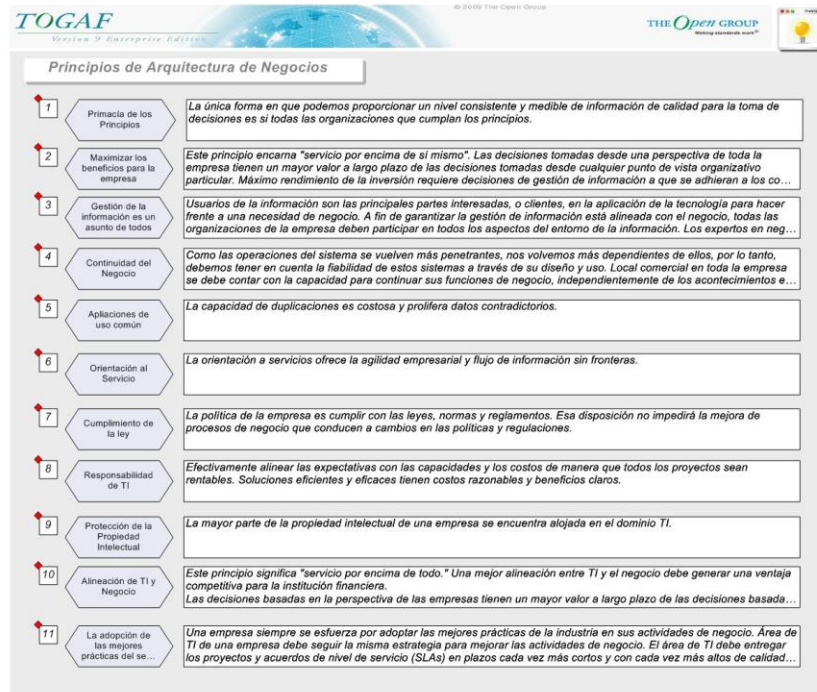 © 2009 The Open Group
TOGAF
Version 9 Enterprise Edition
THE Open GROUP
Making standards work®
Principios de Arquitectura de Negocios
1
Primacía de los
Principios
La única forma en que podemos proporcionar un nivel consistente y medible de información de calidad para la toma de
decisiones es si todas las organizaciones que cumplan los principios.
2
Maximizar los
beneficios para la
empresa
Este principio encarna "servicio por encima de sí mismo". Las decisiones tomadas desde una perspectiva de toda la
empresa tienen un mayor valor a largo plazo de las decisiones tomadas desde cualquier punto de vista organizativo
particular. Máximo rendimiento de la inversión requiere decisiones de gestión de información a que se adhieran a los co…
3
Gestión de la
información es un
asunto de todos
Usuarios de la información son las principales partes interesadas, o clientes, en la aplicación de la tecnología para hacer
frente a una necesidad de negocio. A fin de garantizar la gestión de información está alineada con el negocio, todas las
organizaciones de la empresa deben participar en todos los aspectos del entorno de la información. Los expertos en neg…
4
Continuidad del
Negocio
Como las operaciones del sistema se vuelven más penetrantes, nos volvemos más dependientes de ellos, por lo tanto,
debemos tener en cuenta la fiabilidad de estos sistemas a través de su diseño y uso. Local comercial en toda la empresa
se debe contar con la capacidad para continuar sus funciones de negocio, independientemente de los acontecimientos e…
5
Apliaciones de
uso común
La capacidad de duplicaciones es costosa y prolifera datos contradictorios.
6
Orientación al
Servicio
La orientación a servicios ofrece la agilidad empresarial y flujo de información sin fronteras.
7
Cumplimiento de
la ley
La política de la empresa es cumplir con las leyes, normas y reglamentos. Esa disposición no impedirá la mejora de
procesos de negocio que conducen a cambios en las políticas y regulaciones.
8
Responsabilidad
de TI
Efectivamente alinear las expectativas con las capacidades y los costos de manera que todos los proyectos sean
rentables. Soluciones eficientes y eficaces tienen costos razonables y beneficios claros.
9
Protección de la
Propiedad
Intelectual
La mayor parte de la propiedad intelectual de una empresa se encuentra alojada en el dominio TI.
10
Alineación de TI y
Negocio
Este principio significa "servicio por encima de todo." Una mejor alineación entre TI y el negocio debe generar una ventaja
competitiva para la institución financiera.
Las decisiones basadas en la perspectiva de las empresas tienen un mayor valor a largo plazo de las decisiones basada…
11
La adopción de
las mejores
prácticas del se…
Una empresa siempre se esfuerza por adoptar las mejores prácticas de la industria en sus actividades de negocio. Área de
TI de una empresa debe seguir la misma estrategia para mejorar las actividades de negocio. El área de TI debe entregar
los proyectos y acuerdos de nivel de servicio (SLAs) en plazos cada vez más cortos y con cada vez más altos de calidad…